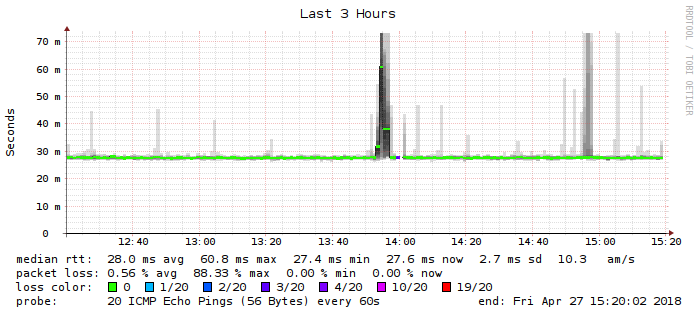 Last 3 Hours
RRDTOOL / TOBI OETIKER
Seconds
70 m
60 m
50 m
40 m
30 m
20 m
10 m
0
12:40 13:00 13:20 13:40 14:00 14:20 14:40 15:00 15:20
median rtt: 28.0 ms avg 60.8 ms max 27.4 ms min 27.6 ms now 2.7 ms sd 10.3 am/s
packet loss: 0.56 % avg 88.33 % max 0.00 % min 0.00 % now
loss color: 0 1/20 2/20 3/20 4/20 10/20 19/20
probe: 20 ICMP Echo Pings (56 Bytes) every 60s end: Fri Apr 27 15:20:02 2018